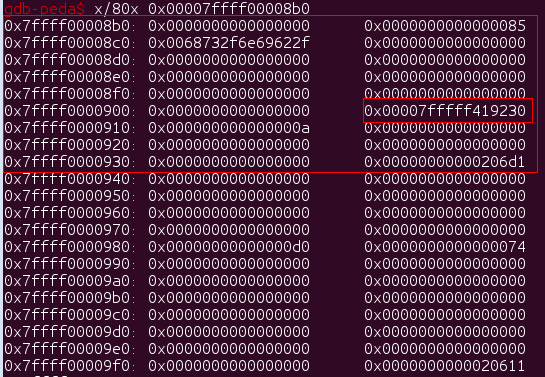 gdb-peda$ x/80x 0x00007ffff00008b0
0x7ffff00008b0: 0x0000000000000000 0x0000000000000085
0x7ffff00008c0: 0x0068732f6e69622f 0x0000000000000000
0x7ffff00008d0: 0x0000000000000000 0x0000000000000000
0x7ffff00008e0: 0x0000000000000000 0x0000000000000000
0x7ffff00008f0: 0x0000000000000000 0x0000000000000000
0x7ffff0000900: 0x0000000000000000 0x00007fffff419230
0x7ffff0000910: 0x000000000000000a 0x0000000000000000
0x7ffff0000920: 0x0000000000000000 0x0000000000000000
0x7ffff0000930: 0x0000000000000000 0x00000000000206d1
0x7ffff0000940: 0x0000000000000000 0x0000000000000000
0x7ffff0000950: 0x0000000000000000 0x0000000000000000
0x7ffff0000960: 0x0000000000000000 0x0000000000000000
0x7ffff0000970: 0x0000000000000000 0x0000000000000000
0x7ffff0000980: 0x00000000000000d0 0x0000000000000074
0x7ffff0000990: 0x0000000000000000 0x0000000000000000
0x7ffff00009a0: 0x0000000000000000 0x0000000000000000
0x7ffff00009b0: 0x0000000000000000 0x0000000000000000
0x7ffff00009c0: 0x0000000000000000 0x0000000000000000
0x7ffff00009d0: 0x0000000000000000 0x0000000000000000
0x7ffff00009e0: 0x0000000000000000 0x0000000000000000
0x7ffff00009f0: 0x0000000000000000 0x0000000000020611